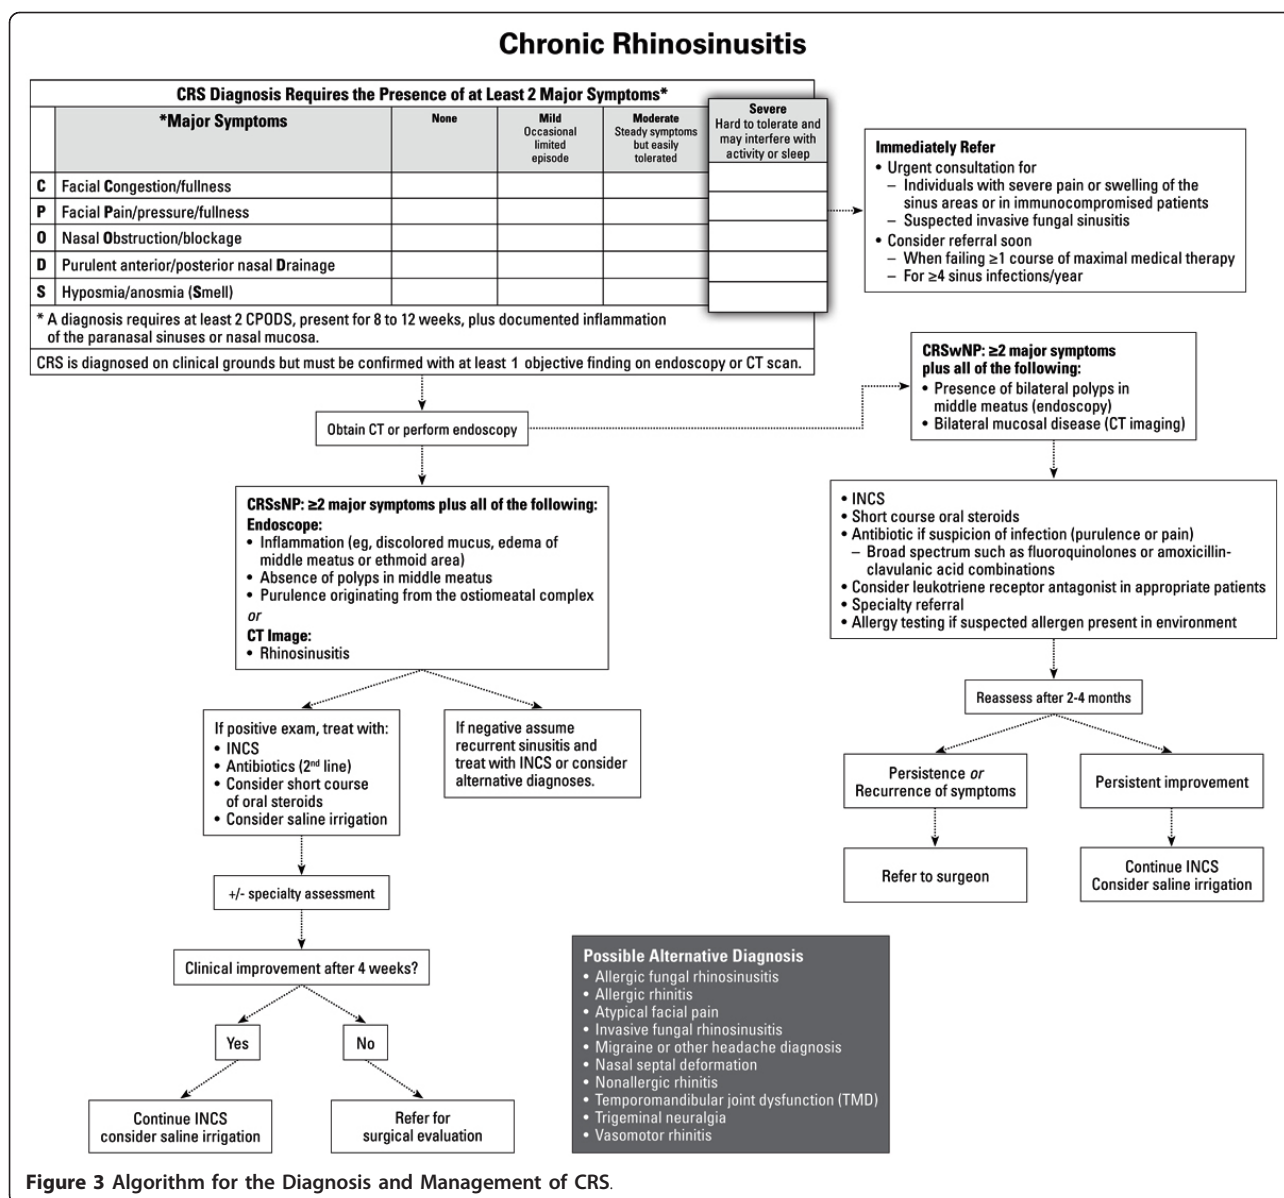 Chronic Rhinosinusitis
CRS Diagnosis Requires the Presence of at Least 2 Major Symptoms*
*Major Symptoms
None
Mild
Occasional
limited
episode
Moderate
Steady symptoms
but easily
tolerated
Severe
Hard to tolerate and
may interfere with
activity or sleep
C Facial Congestion/fullness
P Facial Pain/pressure/fullness
O Nasal Obstruction/blockage
D Purulent anterior/posterior nasal Drainage
S Hyposmia/anosmia (Smell)
* A diagnosis requires at least 2 CPODS, present for 8 to 12 weeks, plus documented inflammation
of the paranasal sinuses or nasal mucosa.
CRS is diagnosed on clinical grounds but must be confirmed with at least 1 objective finding on endoscopy or CT scan.
Immediately Refer
• Urgent consultation for
– Individuals with severe pain or swelling of the
sinus areas or in immunocompromised patients
– Suspected invasive fungal sinusitis
• Consider referral soon
– When failing ≥1 course of maximal medical therapy
– For ≥4 sinus infections/year
Obtain CT or perform endoscopy
CRSwNP: ≥2 major symptoms
plus all of the following:
• Presence of bilateral polyps in
middle meatus (endoscopy)
• Bilateral mucosal disease (CT imaging)
CRSsNP: ≥2 major symptoms plus all of the following:
Endoscope:
• Inflammation (eg, discolored mucus, edema of
middle meatus or ethmoid area)
• Absence of polyps in middle meatus
• Purulence originating from the ostiomeatal complex
or
CT Image:
• Rhinosinusitis
• INCS
• Short course oral steroids
• Antibiotic if suspicion of infection (purulence or pain)
– Broad spectrum such as fluoroquinolones or amoxicillin-
clavulanic acid combinations
• Consider leukotriene receptor antagonist in appropriate patients
• Specialty referral
• Allergy testing if suspected allergen present in environment
If positive exam, treat with:
• INCS
• Antibiotics (2nd line)
• Consider short course
of oral steroids
• Consider saline irrigation
If negative assume
recurrent sinusitis and
treat with INCS or consider
alternative diagnoses.
Reassess after 2-4 months
Persistence or
Recurrence of symptoms
Persistent improvement
Refer to surgeon
Continue INCS
Consider saline irrigation
+/- specialty assessment
Clinical improvement after 4 weeks?
Yes
No
Continue INCS
consider saline irrigation
Refer for
surgical evaluation
Possible Alternative Diagnosis
• Allergic fungal rhinosinusitis
• Allergic rhinitis
• Atypical facial pain
• Invasive fungal rhinosinusitis
• Migraine or other headache diagnosis
• Nasal septal deformation
• Nonallergic rhinitis
• Temporomandibular joint dysfunction (TMD)
• Trigeminal neuralgia
• Vasomotor rhinitis
Figure 3 Algorithm for the Diagnosis and Management of CRS.